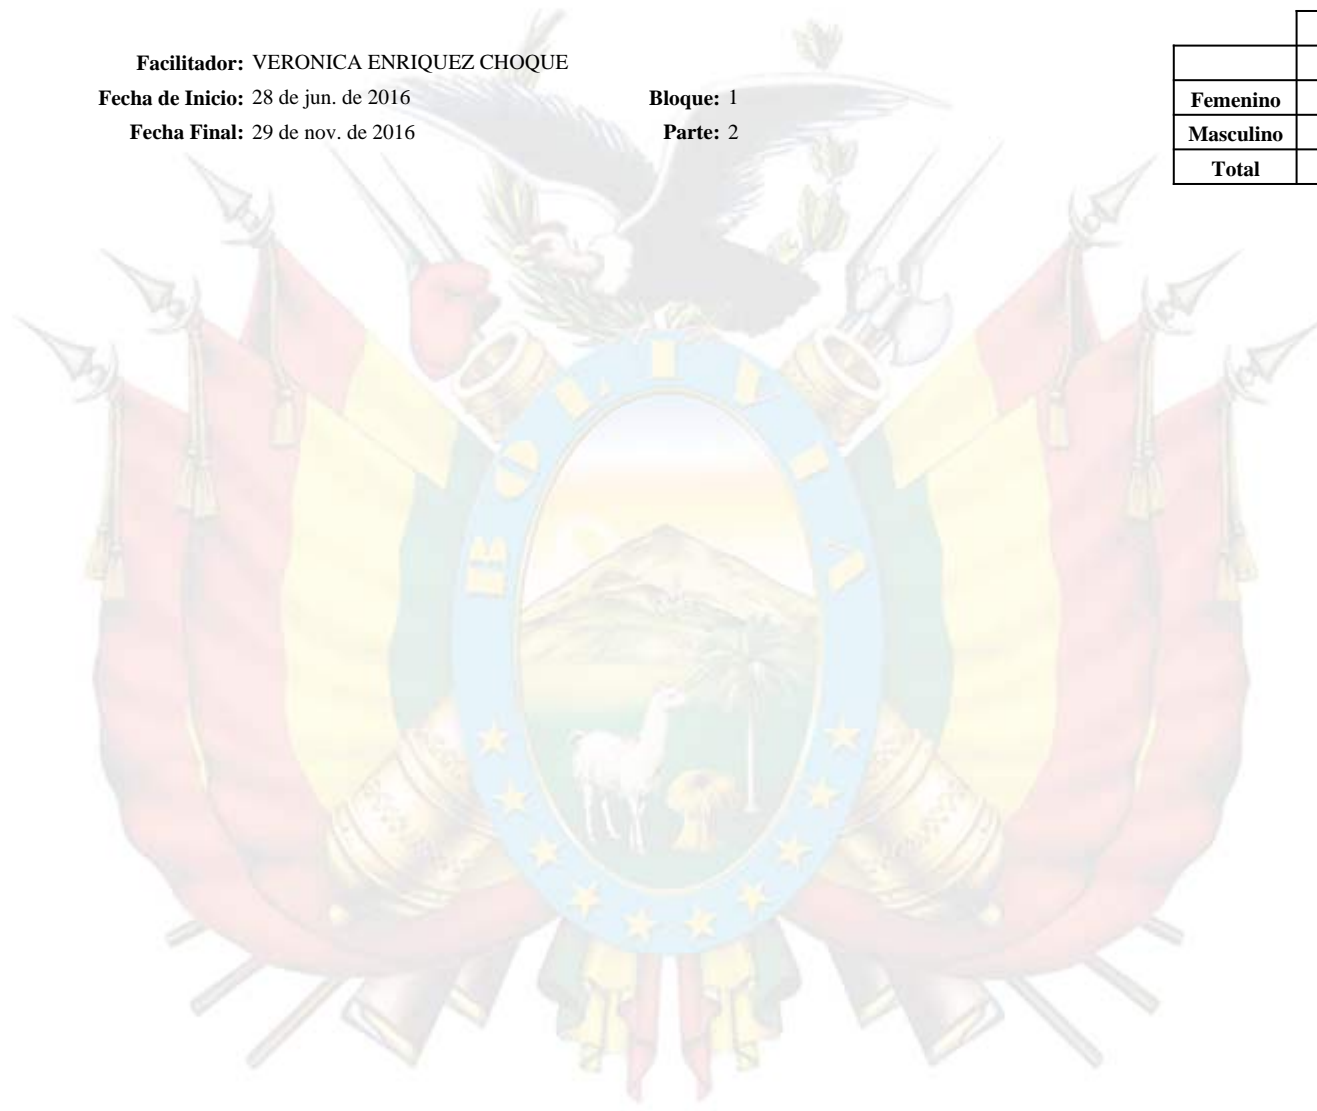 Facilitador: VERONICA ENRIQUEZ CHOQUE
Fecha de Inicio: 28 de jun. de 2016 Bloque: 1
Fecha Final: 29 de nov. de 2016 Parte: 2
Femenino
Masculino
Total
BOLIVIA